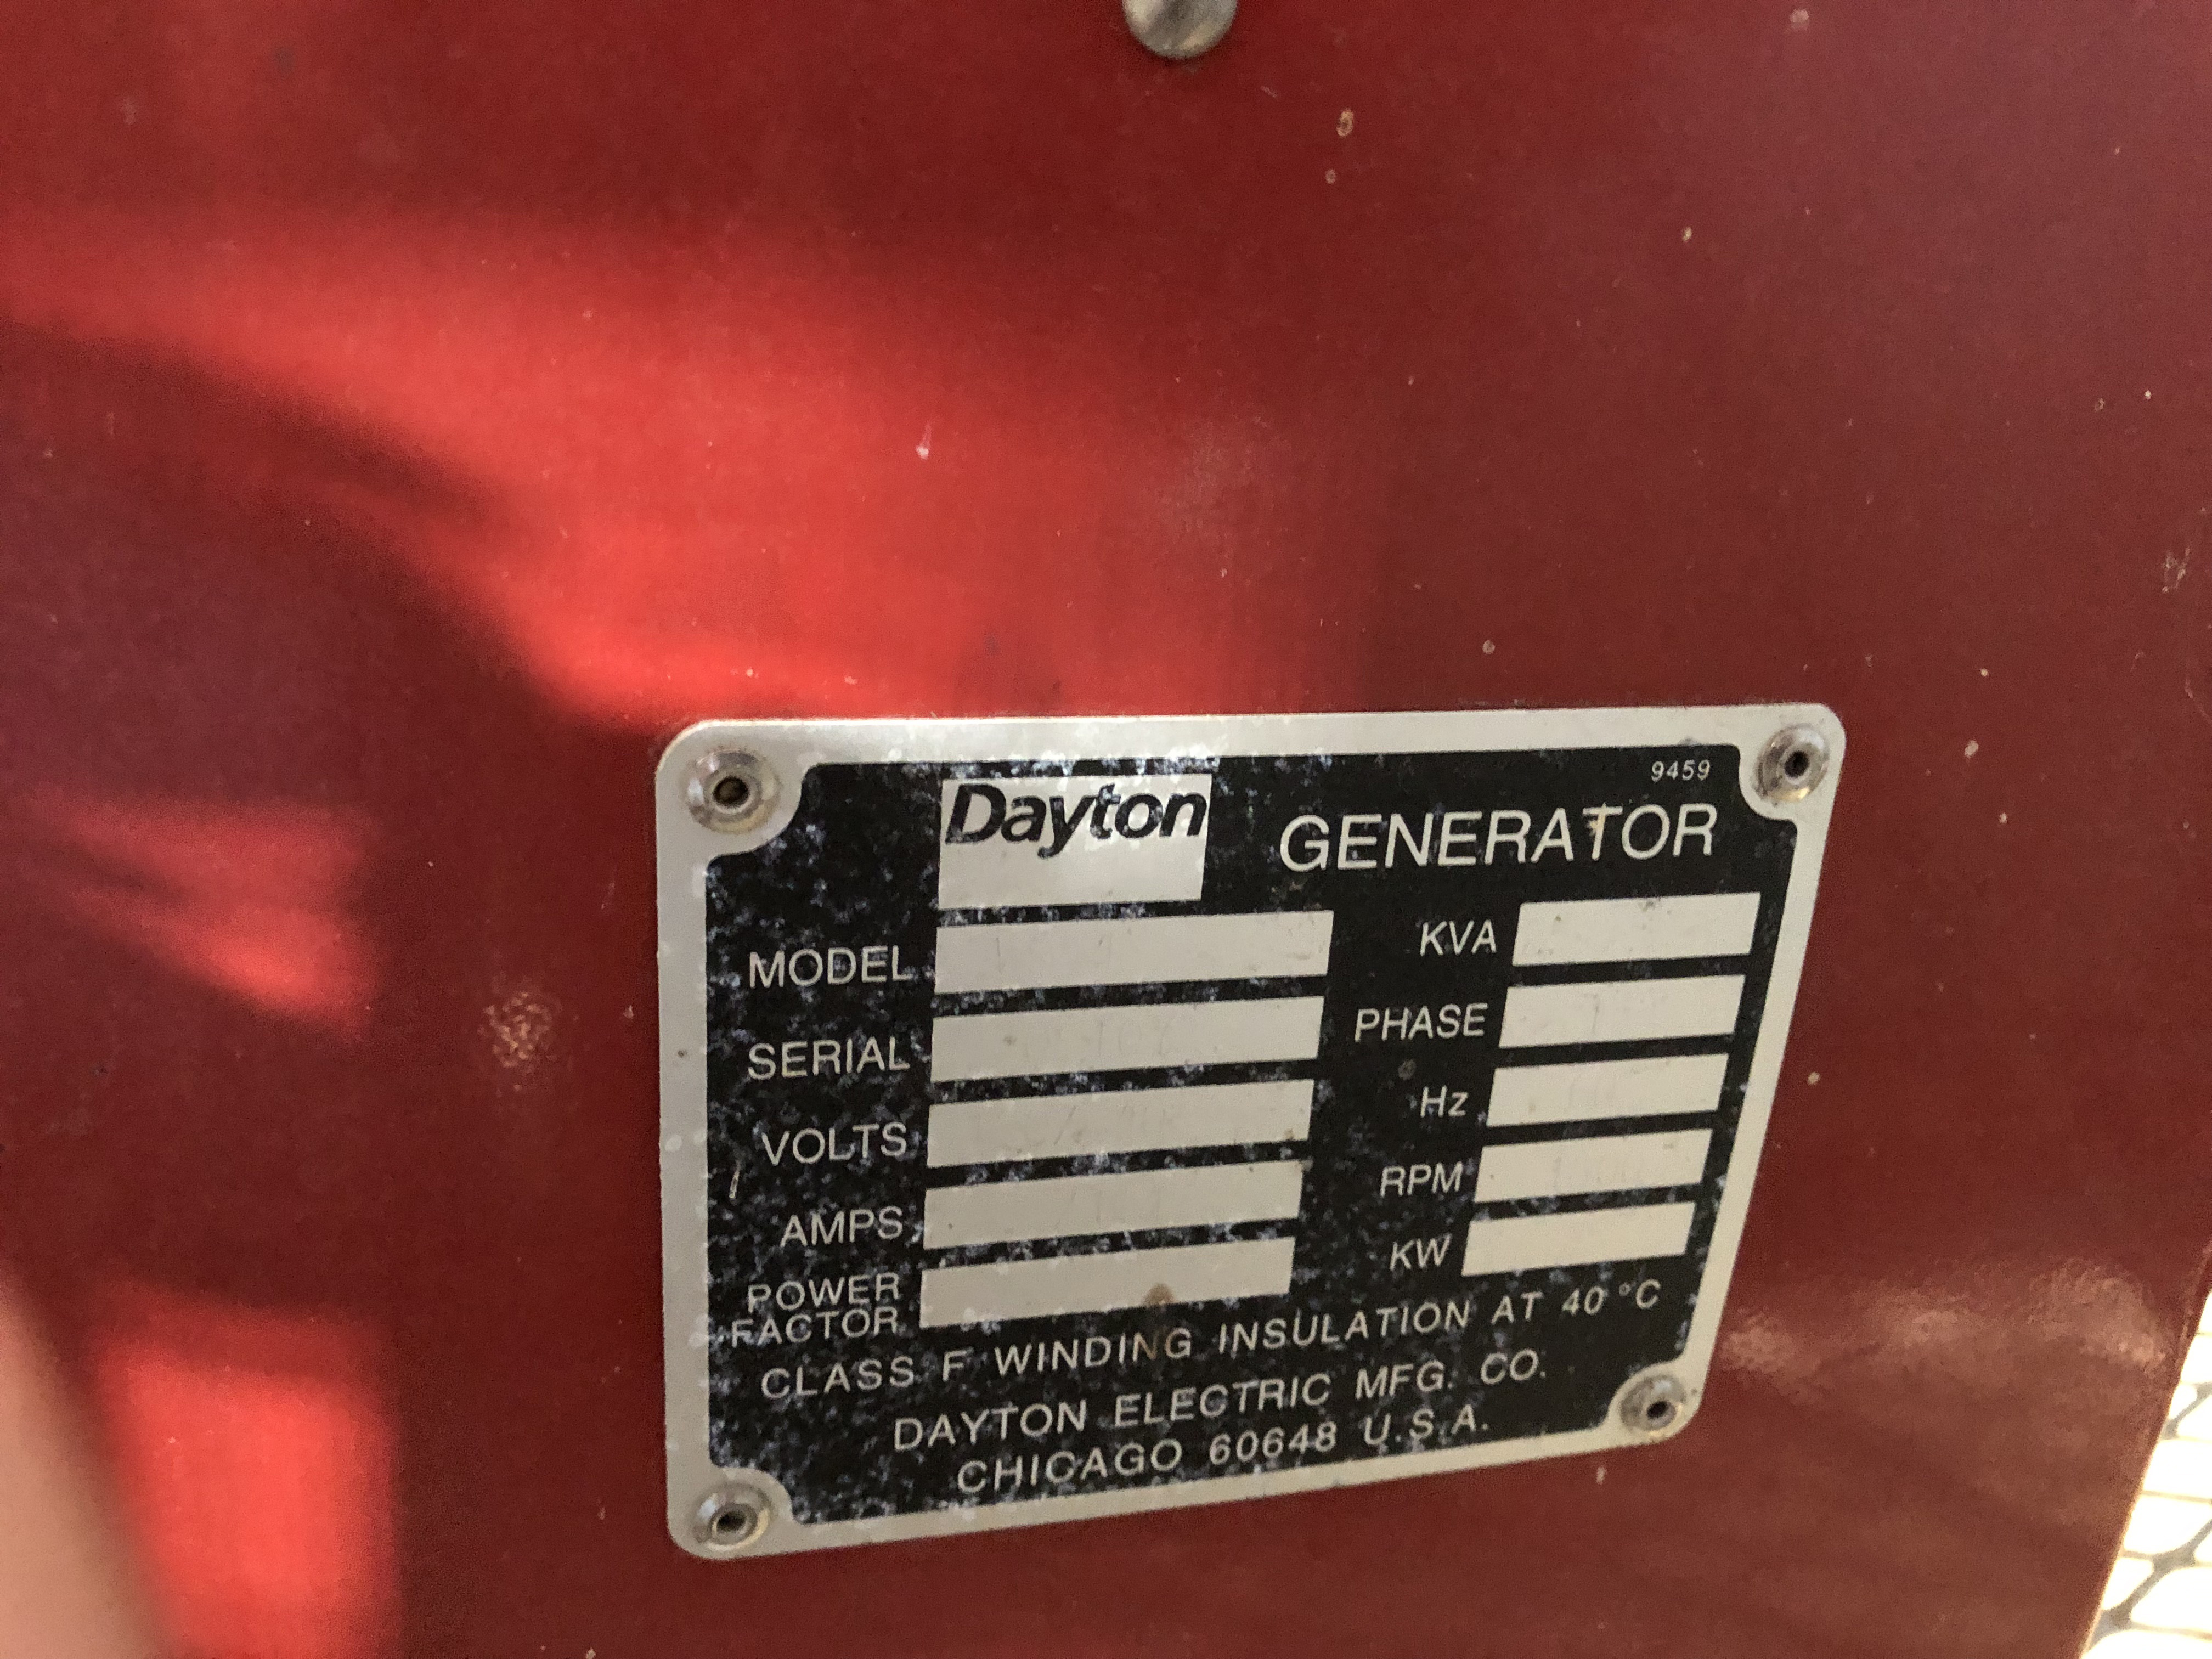 9459
Dayton GENERATOR
MODEL
KVA
SERIAL
PHASE
VOLTS
Hz
AMPS
RPM
POWER
FACTOR
KW
CLASS F WINDING INSULATION AT 40 °C
DAYTON ELECTRIC MFG. CO.
CHICAGO 60648 U.S.A.